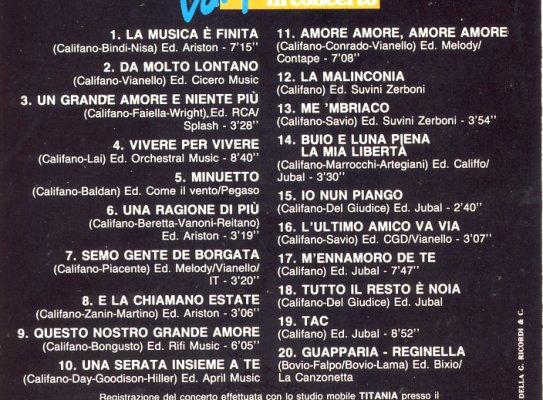 in concerto
1. LA MUSICA È FINITA
(Califano-Bindi-Nisa) Ed. Ariston - 7'15''
2. DA MOLTO LONTANO
(Califano-Vianello) Ed. Cicero Music
3. UN GRANDE AMORE E NIENTE PIÙ
(Califano-Faiella-Wright) Ed. RCA/
Splash - 3'28''
4. VIVERE PER VIVERE
(Califano-Lai) Ed. Orchestral Music - 8'40''
5. MINUETTO
(Califano-Baldan) Ed. Come il vento/Pegaso
6. UNA RAGIONE DI PIÙ
(Califano-Beretta-Vanoni-Reitano)
Ed. Ariston - 3'19''
7. SEMO GENTE DE BORGATA
(Califano-Piacente) Ed. Melody/Vianello/
IT - 3'20''
8. E LA CHIAMANO ESTATE
(Califano-Zanin-Martino) Ed. Ariston - 3'06''
9. QUESTO NOSTRO GRANDE AMORE
(Califano-Bongusto) Ed. Rifi Music - 6'05''
10. UNA SERATA INSIEME A TE
(Califano-Day-Goodison-Hiller) Ed. April Music
11. AMORE AMORE, AMORE AMORE
(Califano-Conrado-Vianello) Ed. Melody/
Contape - 7'08''
12. LA MALINCONIA
(Califano) Ed. Suvini Zerboni
13. ME 'MBRIACO
(Califano-Savio) Ed. Suvini Zerboni - 3'54''
14. BUIO E LUNA PIENA
LA MIA LIBERTÀ
(Califano-Marrocchi-Artegiani) Ed. Califfo/
Jubal - 3'30''
15. IO NUN PIANGO
(Califano-Del Giudice) Ed. Jubal - 2'40''
16. L'ULTIMO AMICO VA VIA
(Califano-Savio) Ed. CGD/Vianello - 3'07''
17. M'ENNAMORO DE TE
(Califano) Ed. Jubal - 7'47''
18. TUTTO IL RESTO È NOIA
(Califano-Del Giudice) Ed. Jubal
19. TAC
(Califano) Ed. Jubal - 8'52''
20. GUAPPARIA - REGINELLA
(Bovio-Falpo/Bovio-Lama) Ed. Bixio/
La Canzonetta
Registrazione del concerto effettuata con lo studio mobile TITANIA presso il
DELLA G. RICORDI & C.